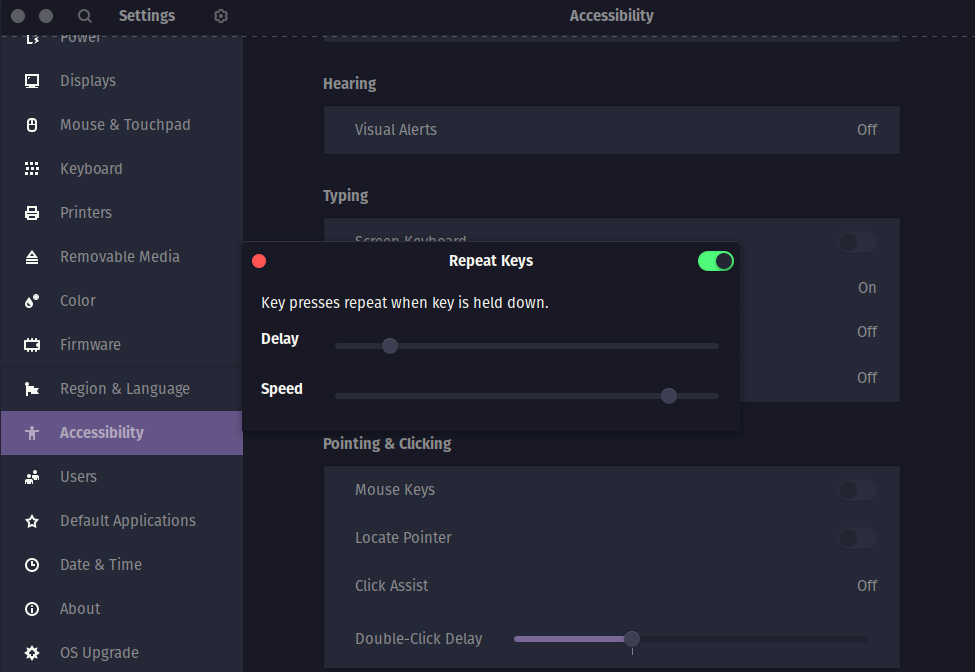 Settings
Accessibility
Power
Displays
Mouse & Touchpad
Keyboard
Printers
Removable Media
Color
Firmware
Region & Language
Accessibility
Users
Default Applications
Date & Time
About
OS Upgrade
Hearing
Visual Alerts Off
Typing
Screen Keyboard
On
Off
Off
Repeat Keys
Key presses repeat when key is held down.
Delay
Speed
Pointing & Clicking
Mouse Keys
Locate Pointer
Click Assist Off
Double-Click Delay